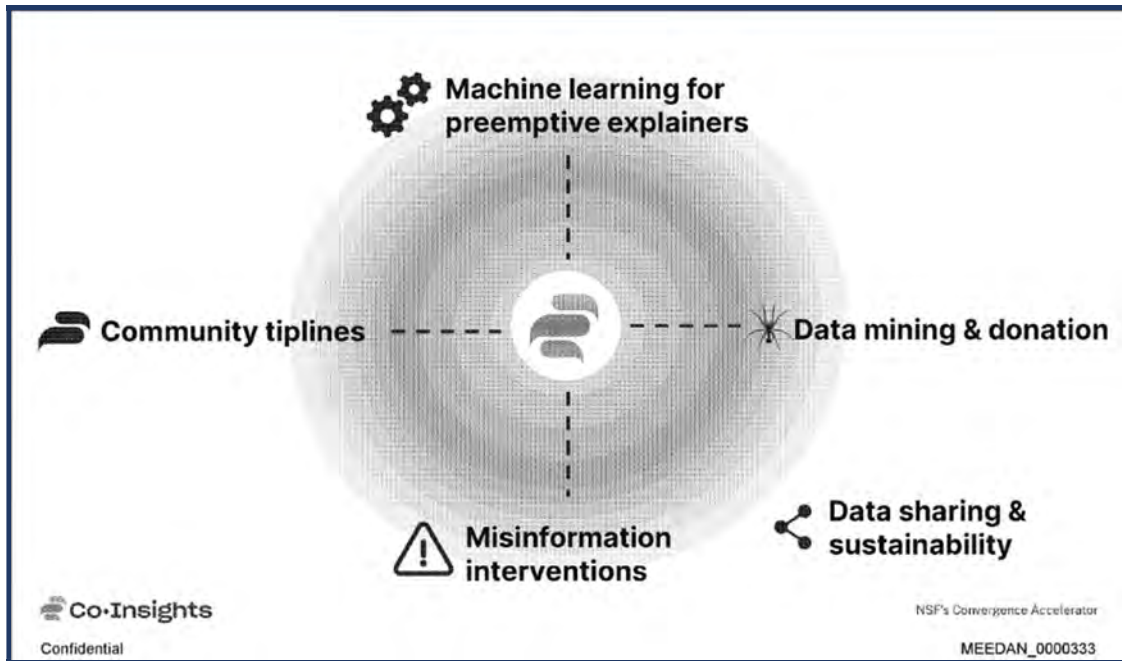 Machine learning for
preemptive explainers
Community tiplines
Data mining & donation
Misinformation
interventions
Data sharing &
sustainability
Co·Insights
NSF's Convergence Accelerator
Confidential
MEEDAN_0000333